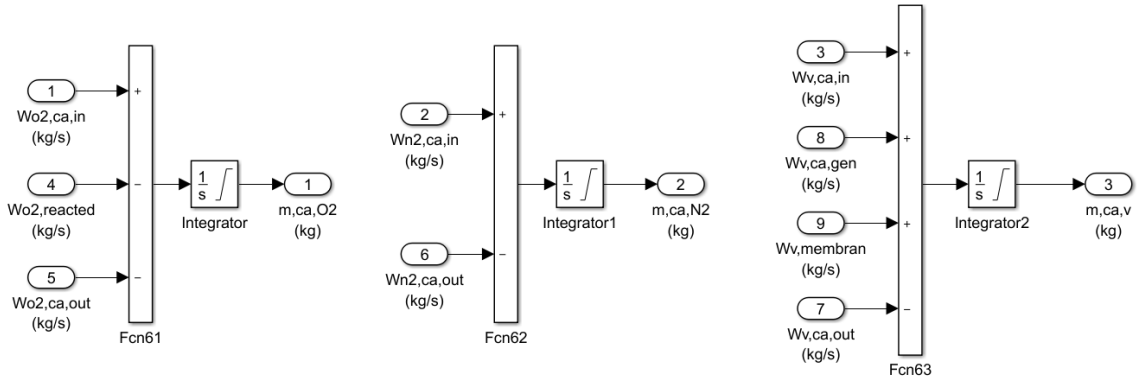 1
Wo2,ca,in
(kg/s)
+
4
Wo2,reacted
(kg/s)
−
5
Wo2,ca,out
(kg/s)
−
Fcn61
1
s
Integrator
1
m,ca,O2
(kg)
2
Wn2,ca,in
(kg/s)
+
6
Wn2,ca,out
(kg/s)
−
Fcn62
1
s
Integrator1
2
m,ca,N2
(kg)
3
Wv,ca,in
(kg/s)
+
8
Wv,ca,gen
(kg/s)
+
9
Wv,membran
(kg/s)
+
7
Wv,ca,out
(kg/s)
−
Fcn63
1
s
Integrator2
3
m,ca,v
(kg)